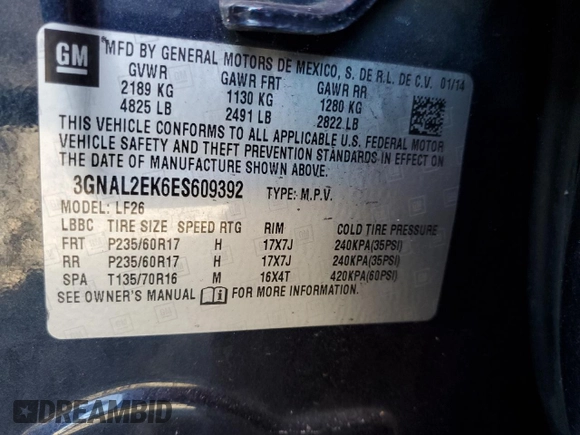 GM
MFD BY GENERAL MOTORS DE MEXICO, S. DE R.L. DE C.V. 01/14
GVWR GAWR FRT GAWR RR
2189 KG 1130 KG 1280 KG
4825 LB 2491 LB 2822 LB
THIS VEHICLE CONFORMS TO ALL APPLICABLE U.S. FEDERAL MOTOR
VEHICLE SAFETY AND THEFT PREVENTION STANDARDS IN EFFECT ON
THE DATE OF MANUFACTURE SHOWN ABOVE.
3GNAL2EK6ES609392 TYPE: M.P.V.
MODEL: LF26
LBBC TIRE SIZE SPEED RTG RIM COLD TIRE PRESSURE
FRT P235/60R17 H 17X7J 240KPA(35PSI)
RR P235/60R17 H 17X7J 240KPA(35PSI)
SPA T135/70R16 M 16X4T 420KPA(60PSI)
SEE OWNER'S MANUAL FOR MORE INFORMATION.
DREAMBID